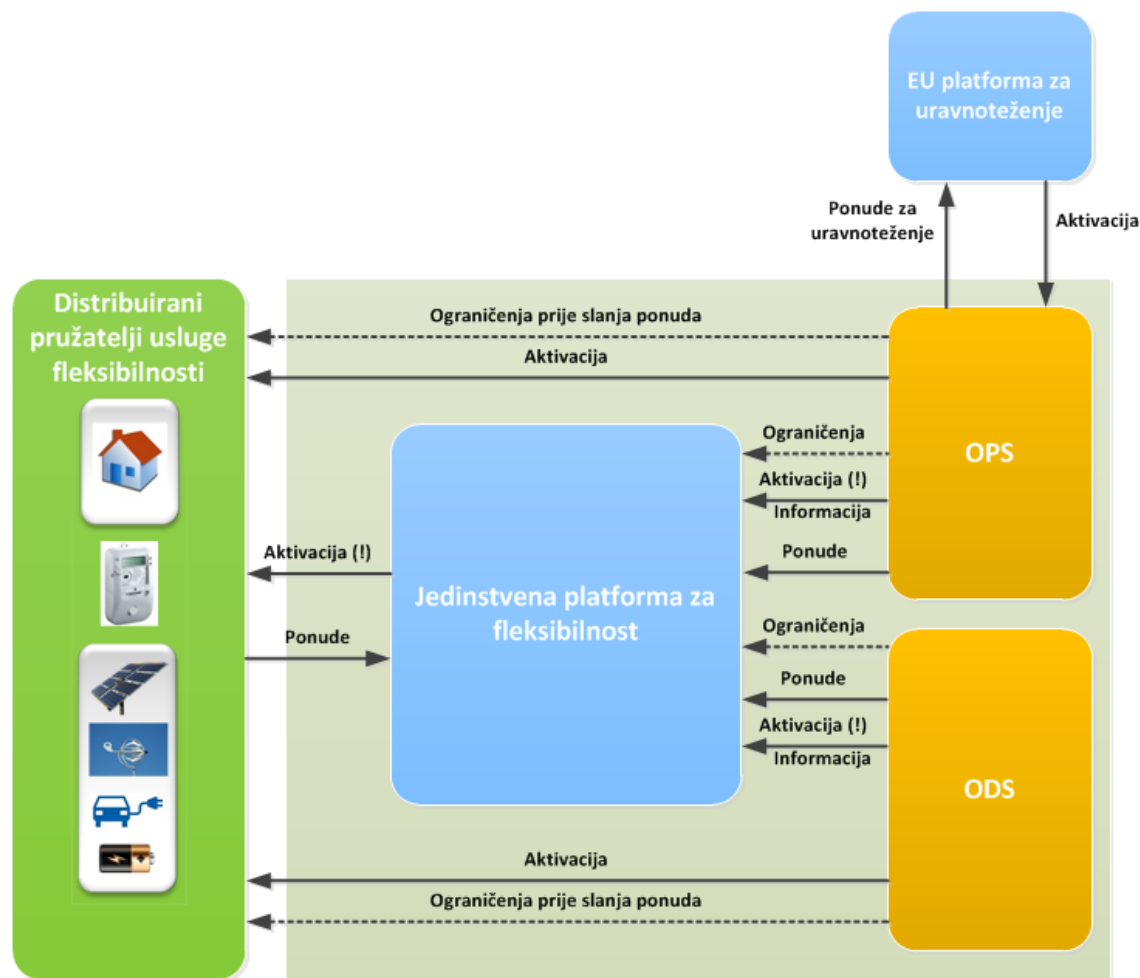 EU platforma za
uravnoteženje
Ponude za
uravnoteženje
Aktivacija
Distribuirani
pružatelji usluge
fleksibilnosti
Ograničenja prije slanja ponuda
Aktivacija
OPS
Ograničenja
Aktivacija (!)
Informacija
Ponude
Aktivacija (!)
Ponude
Jedinstvena platforma za
fleksibilnost
Ograničenja
Ponude
Aktivacija (!)
Informacija
ODS
Aktivacija
Ograničenja prije slanja ponuda